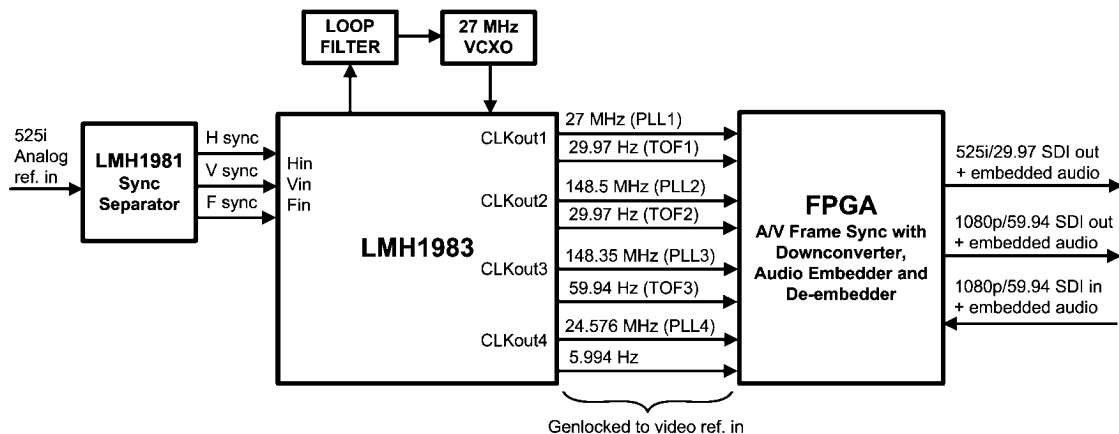 LOOP
FILTER
27 MHz
VCXO
525i
Analog
ref. in
LMH1981
Sync
Separator
H sync
V sync
F sync
Hin
Vin
Fin
LMH1983
CLKout1
CLKout2
CLKout3
CLKout4
27 MHz (PLL1)
29.97 Hz (TOF1)
148.5 MHz (PLL2)
29.97 Hz (TOF2)
148.35 MHz (PLL3)
59.94 Hz (TOF3)
24.576 MHz (PLL4)
5.994 Hz
FPGA
A/V Frame Sync with
Downconverter,
Audio Embedder and
De-embedder
525i/29.97 SDI out
+ embedded audio
1080p/59.94 SDI out
+ embedded audio
1080p/59.94 SDI in
+ embedded audio
Genlocked to video ref. in